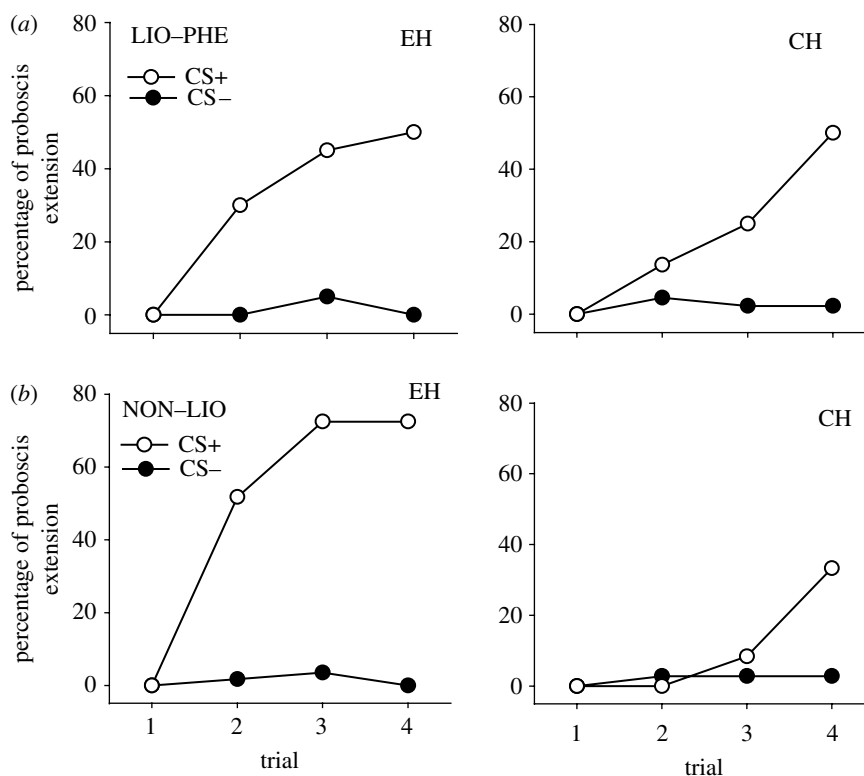 (a)
80
60
40
20
0
percentage of proboscis
extension
LIO–PHE
EH
CS+
CS–
80
60
40
20
0
CH
(b)
80
60
40
20
0
percentage of proboscis
extension
NON–LIO
EH
CS+
CS–
1 2 3 4
trial
80
60
40
20
0
CH
1 2 3 4
trial